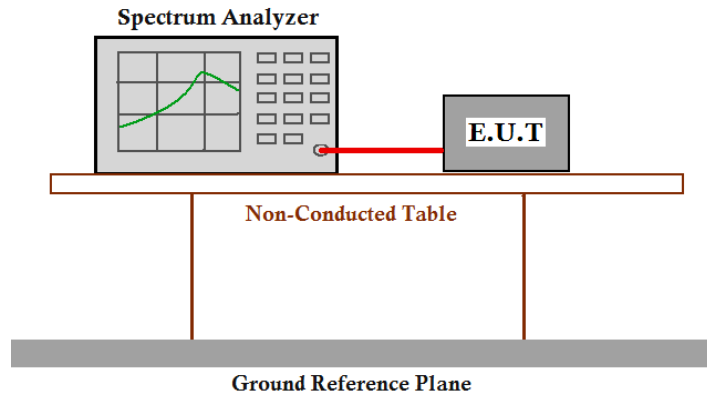 Spectrum Analyzer
E.U.T
Non-Conducted Table
Ground Reference Plane